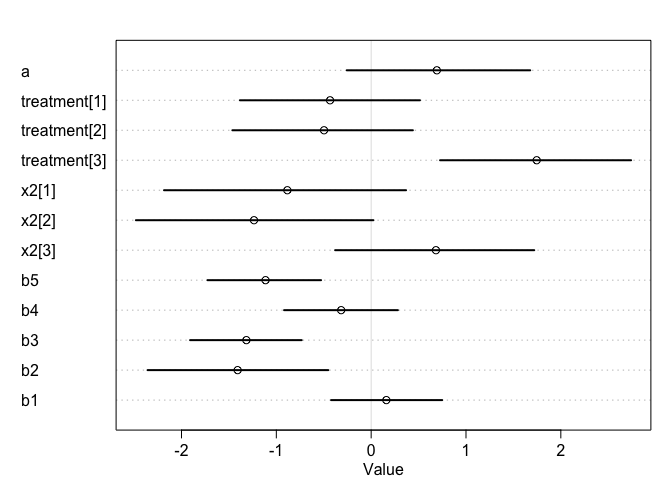 a
treatment[1]
treatment[2]
treatment[3]
x2[1]
x2[2]
x2[3]
b5
b4
b3
b2
b1
-2 -1 0 1 2
Value